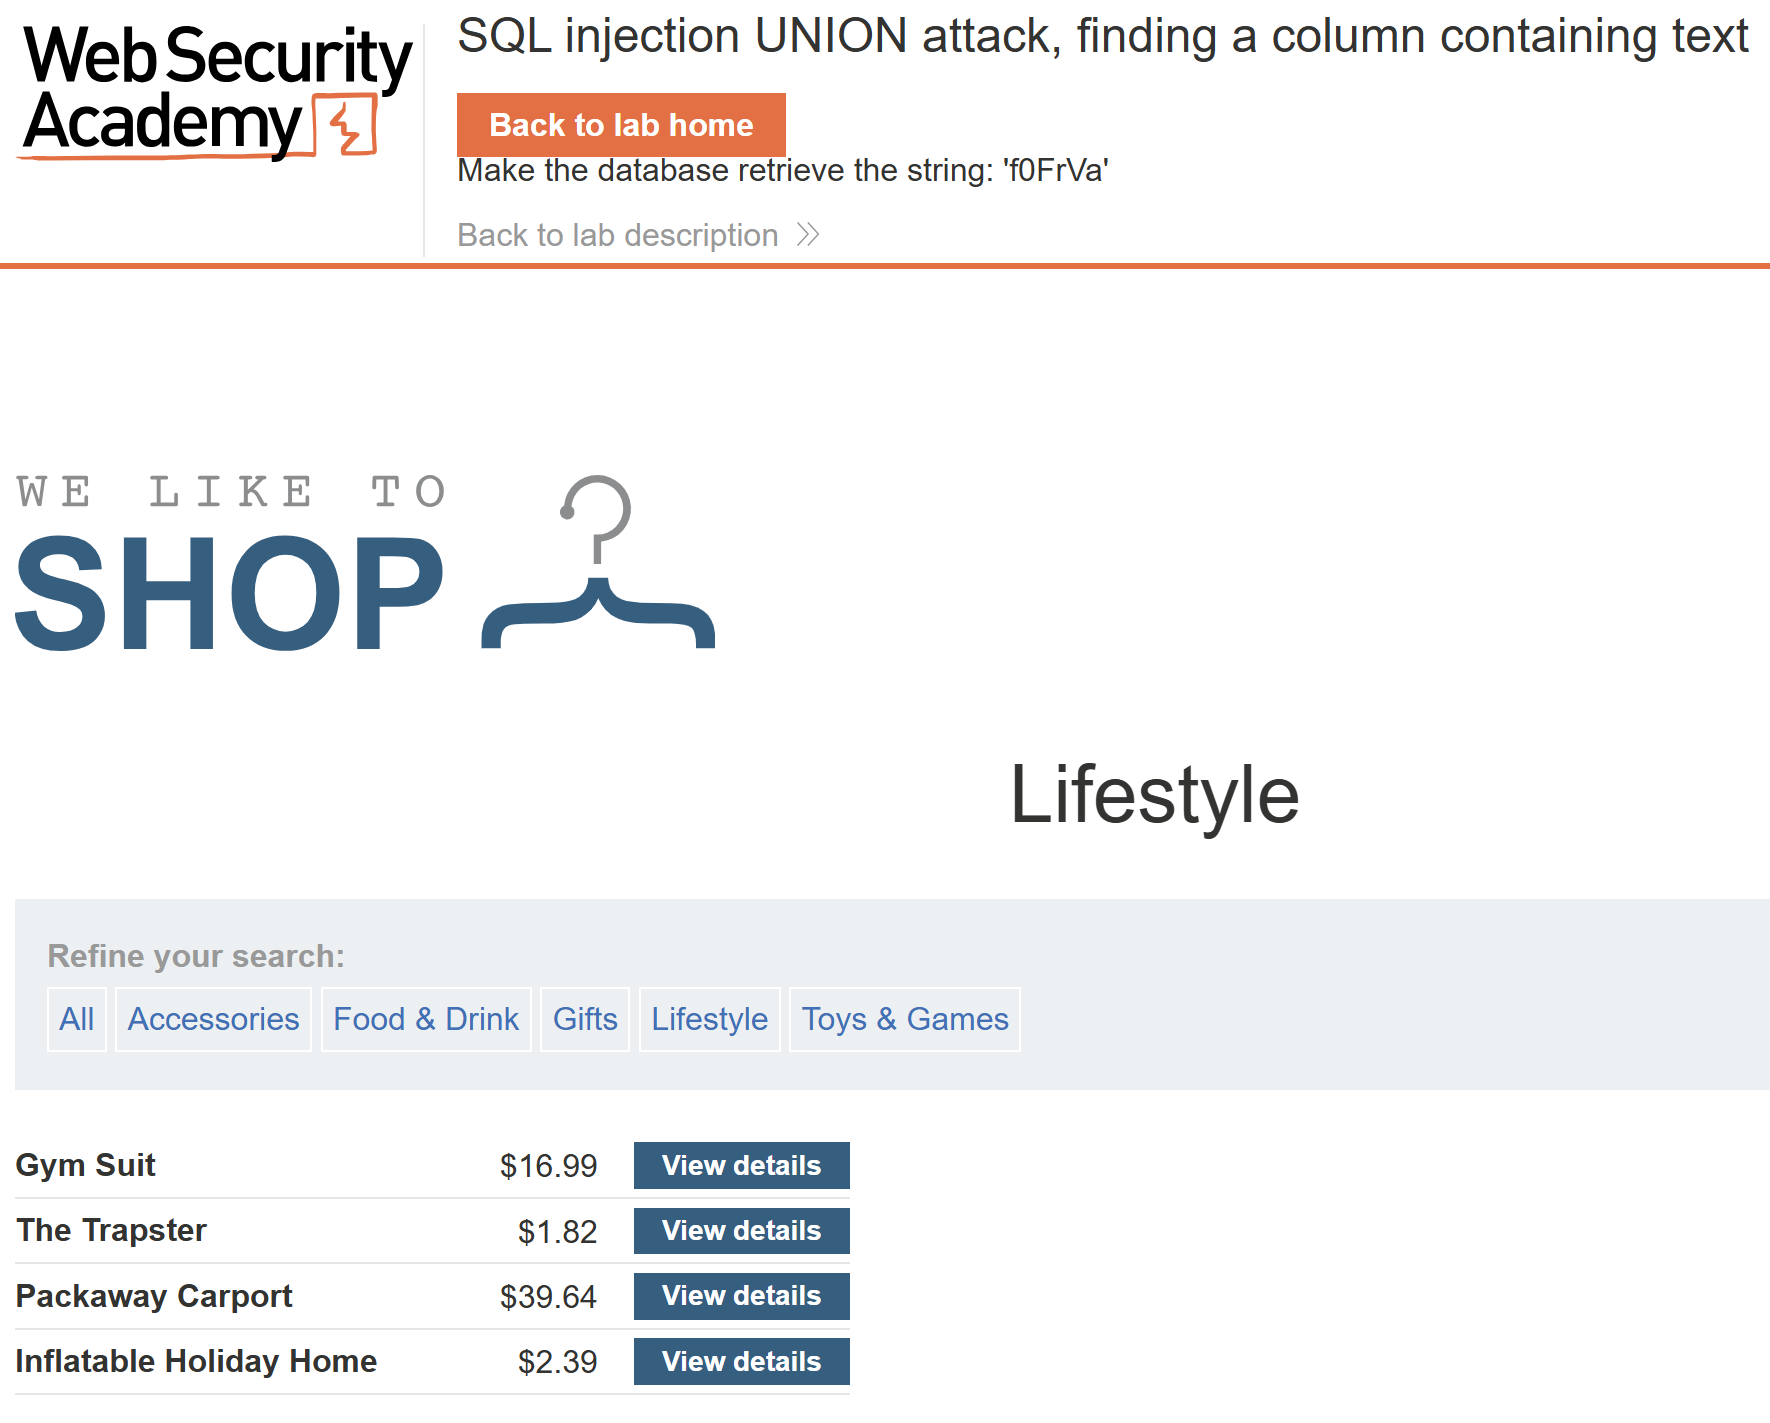 Web Security
Academy
SQL injection UNION attack, finding a column containing text
Back to lab home
Make the database retrieve the string: 'f0FrVa'
Back to lab description
WE LIKE TO
SHOP
Lifestyle
Refine your search:
All Accessories Food & Drink Gifts Lifestyle Toys & Games
Gym Suit $16.99 View details
The Trapster $1.82 View details
Packaway Carport $39.64 View details
Inflatable Holiday Home $2.39 View details